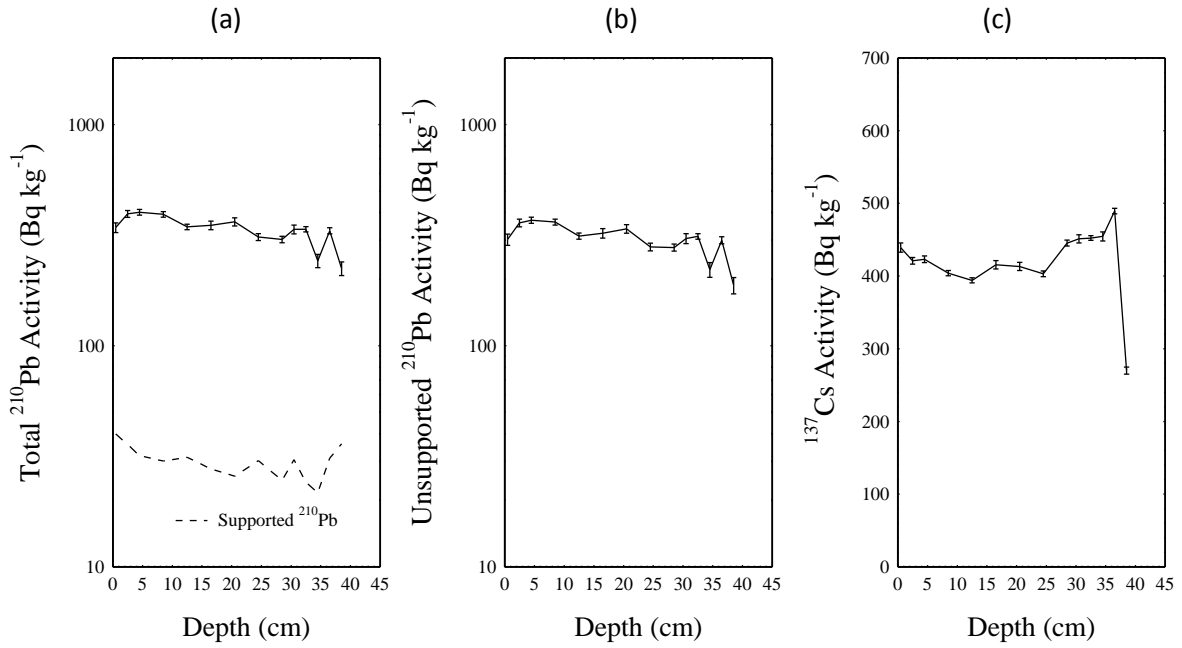 (a)
Total ²¹⁰Pb Activity (Bq kg⁻¹)
1000
100
10
Supported ²¹⁰Pb
0 5 10 15 20 25 30 35 40 45
Depth (cm)
(b)
Unsupported ²¹⁰Pb Activity (Bq kg⁻¹)
1000
100
10
0 5 10 15 20 25 30 35 40 45
Depth (cm)
(c)
¹³⁷Cs Activity (Bq kg⁻¹)
700
600
500
400
300
200
100
0
0 5 10 15 20 25 30 35 40 45
Depth (cm)